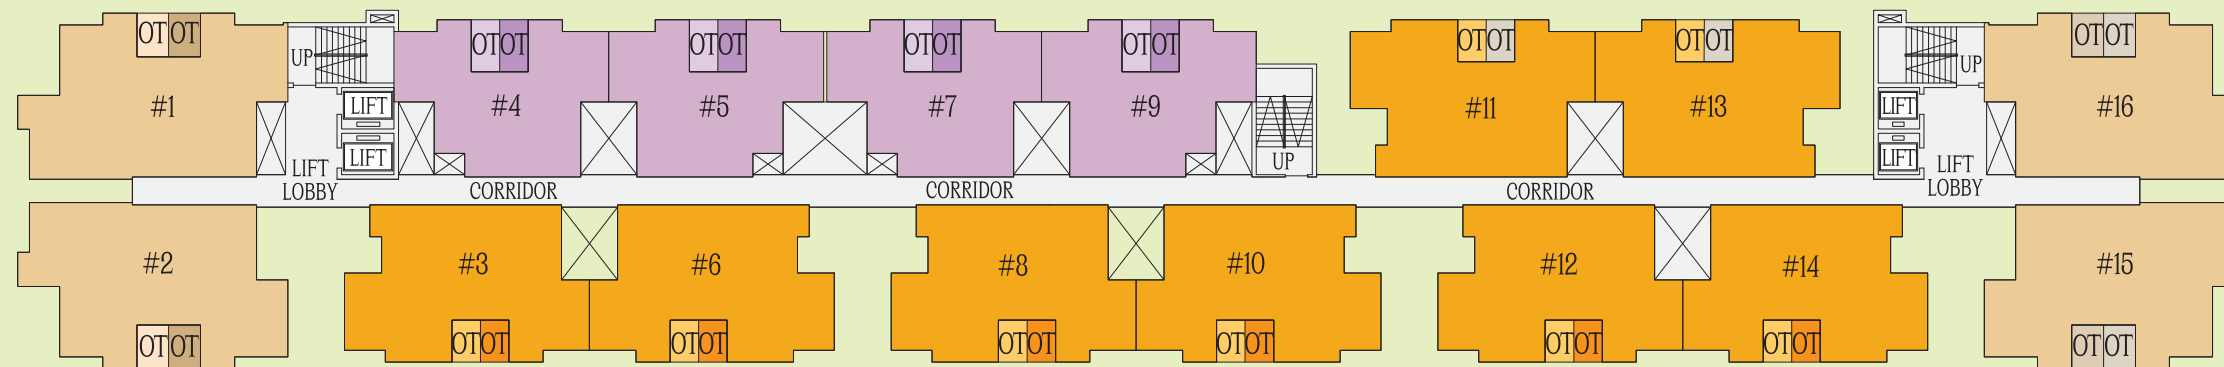 OT OT
OT OT
OT OT
OT OT
OT OT
OT OT
OT OT
OT OT
UP
UP
#1
LIFT
#4
#5
#7
#9
#11
#13
LIFT
#16
LIFT
UP
LIFT
LIFT
LOBBY
CORRIDOR
CORRIDOR
CORRIDOR
LIFT
LOBBY
#2
#3
#6
#8
#10
#12
#14
#15
OT OT
OT OT
OT OT
OT OT
OT OT
OT OT
OT OT
OT OT